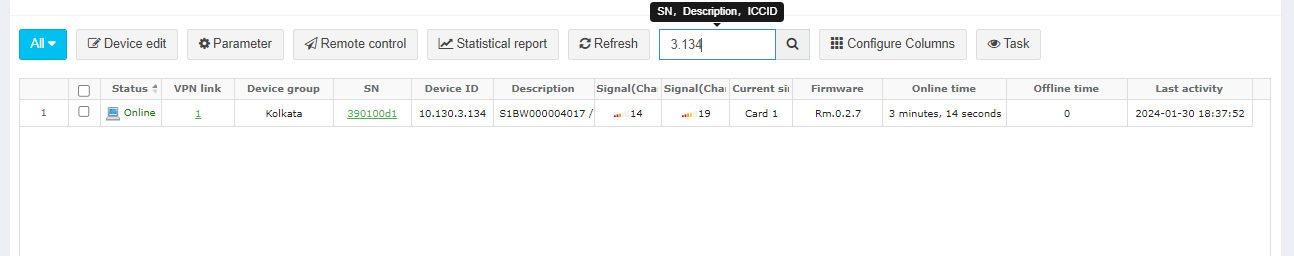 SN, Description, ICCID
All Device edit Parameter Remote control Statistical report Refresh 3.134 Configure Columns Task
Status VPN link Device group SN Device ID Description Signal(Cha Signal(Cha Current si Firmware Online time Offline time Last activity
1 Online 1 Kolkata 390100d1 10.130.3.134 S1BW000004017 / 14 19 Card 1 Rm.0.2.7 3 minutes, 14 seconds 0 2024-01-30 18:37:52